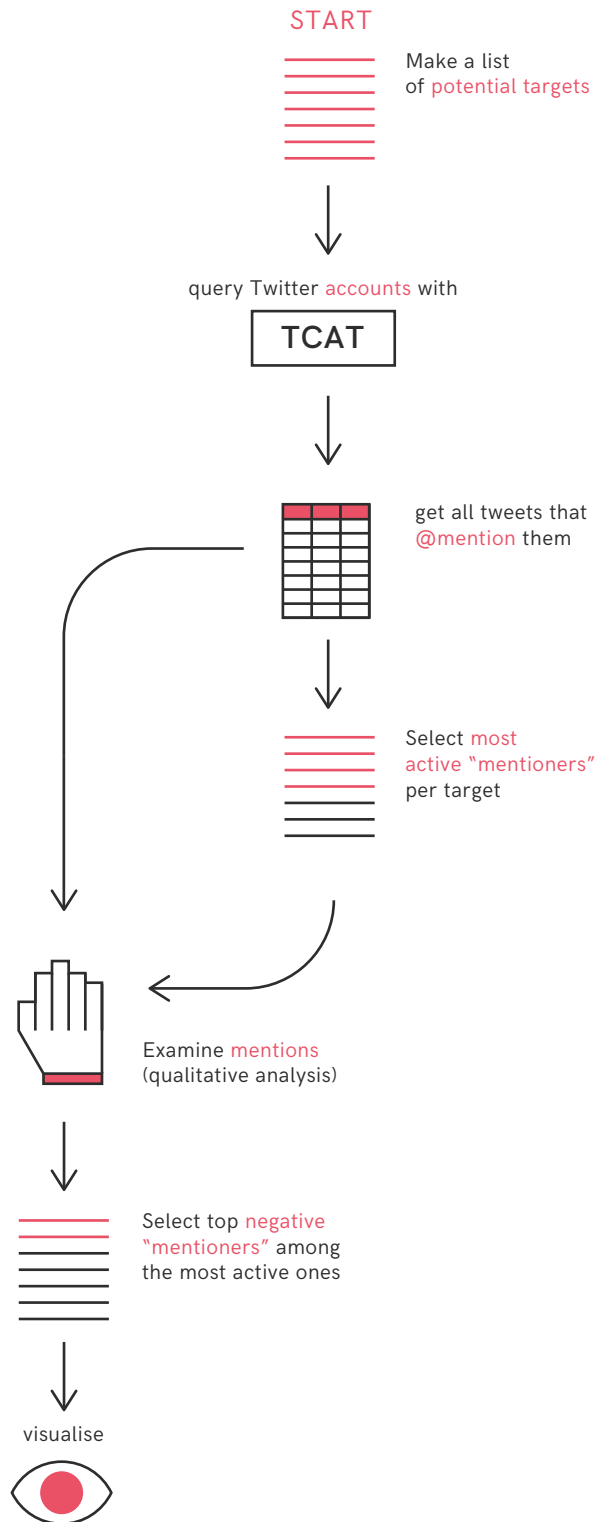 START
Make a list
of potential targets
query Twitter accounts with
TCAT
get all tweets that
@mention them
Select most
active “mentioners”
per target
Examine mentions
(qualitative analysis)
Select top negative
“mentioners” among
the most active ones
visualise